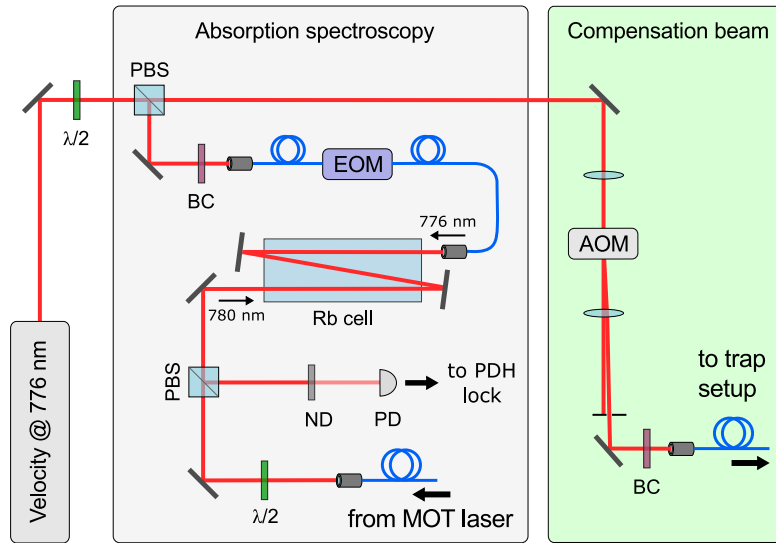 Absorption spectroscopy
Compensation beam
PBS
λ/2
BC
EOM
776 nm
AOM
780 nm
Rb cell
Velocity @ 776 nm
PBS
ND
PD
to PDH
lock
to trap
setup
λ/2
from MOT laser
BC